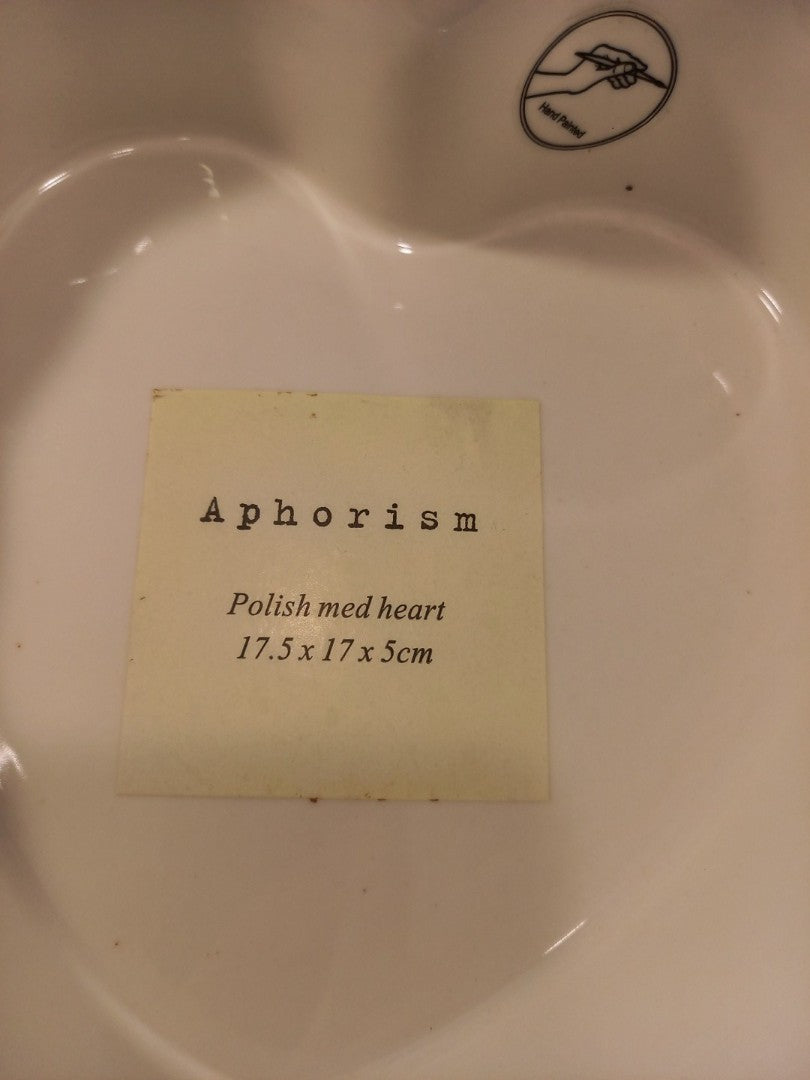 Hand Painted
Aphorism
Polish med heart
17.5 x 17 x 5cm